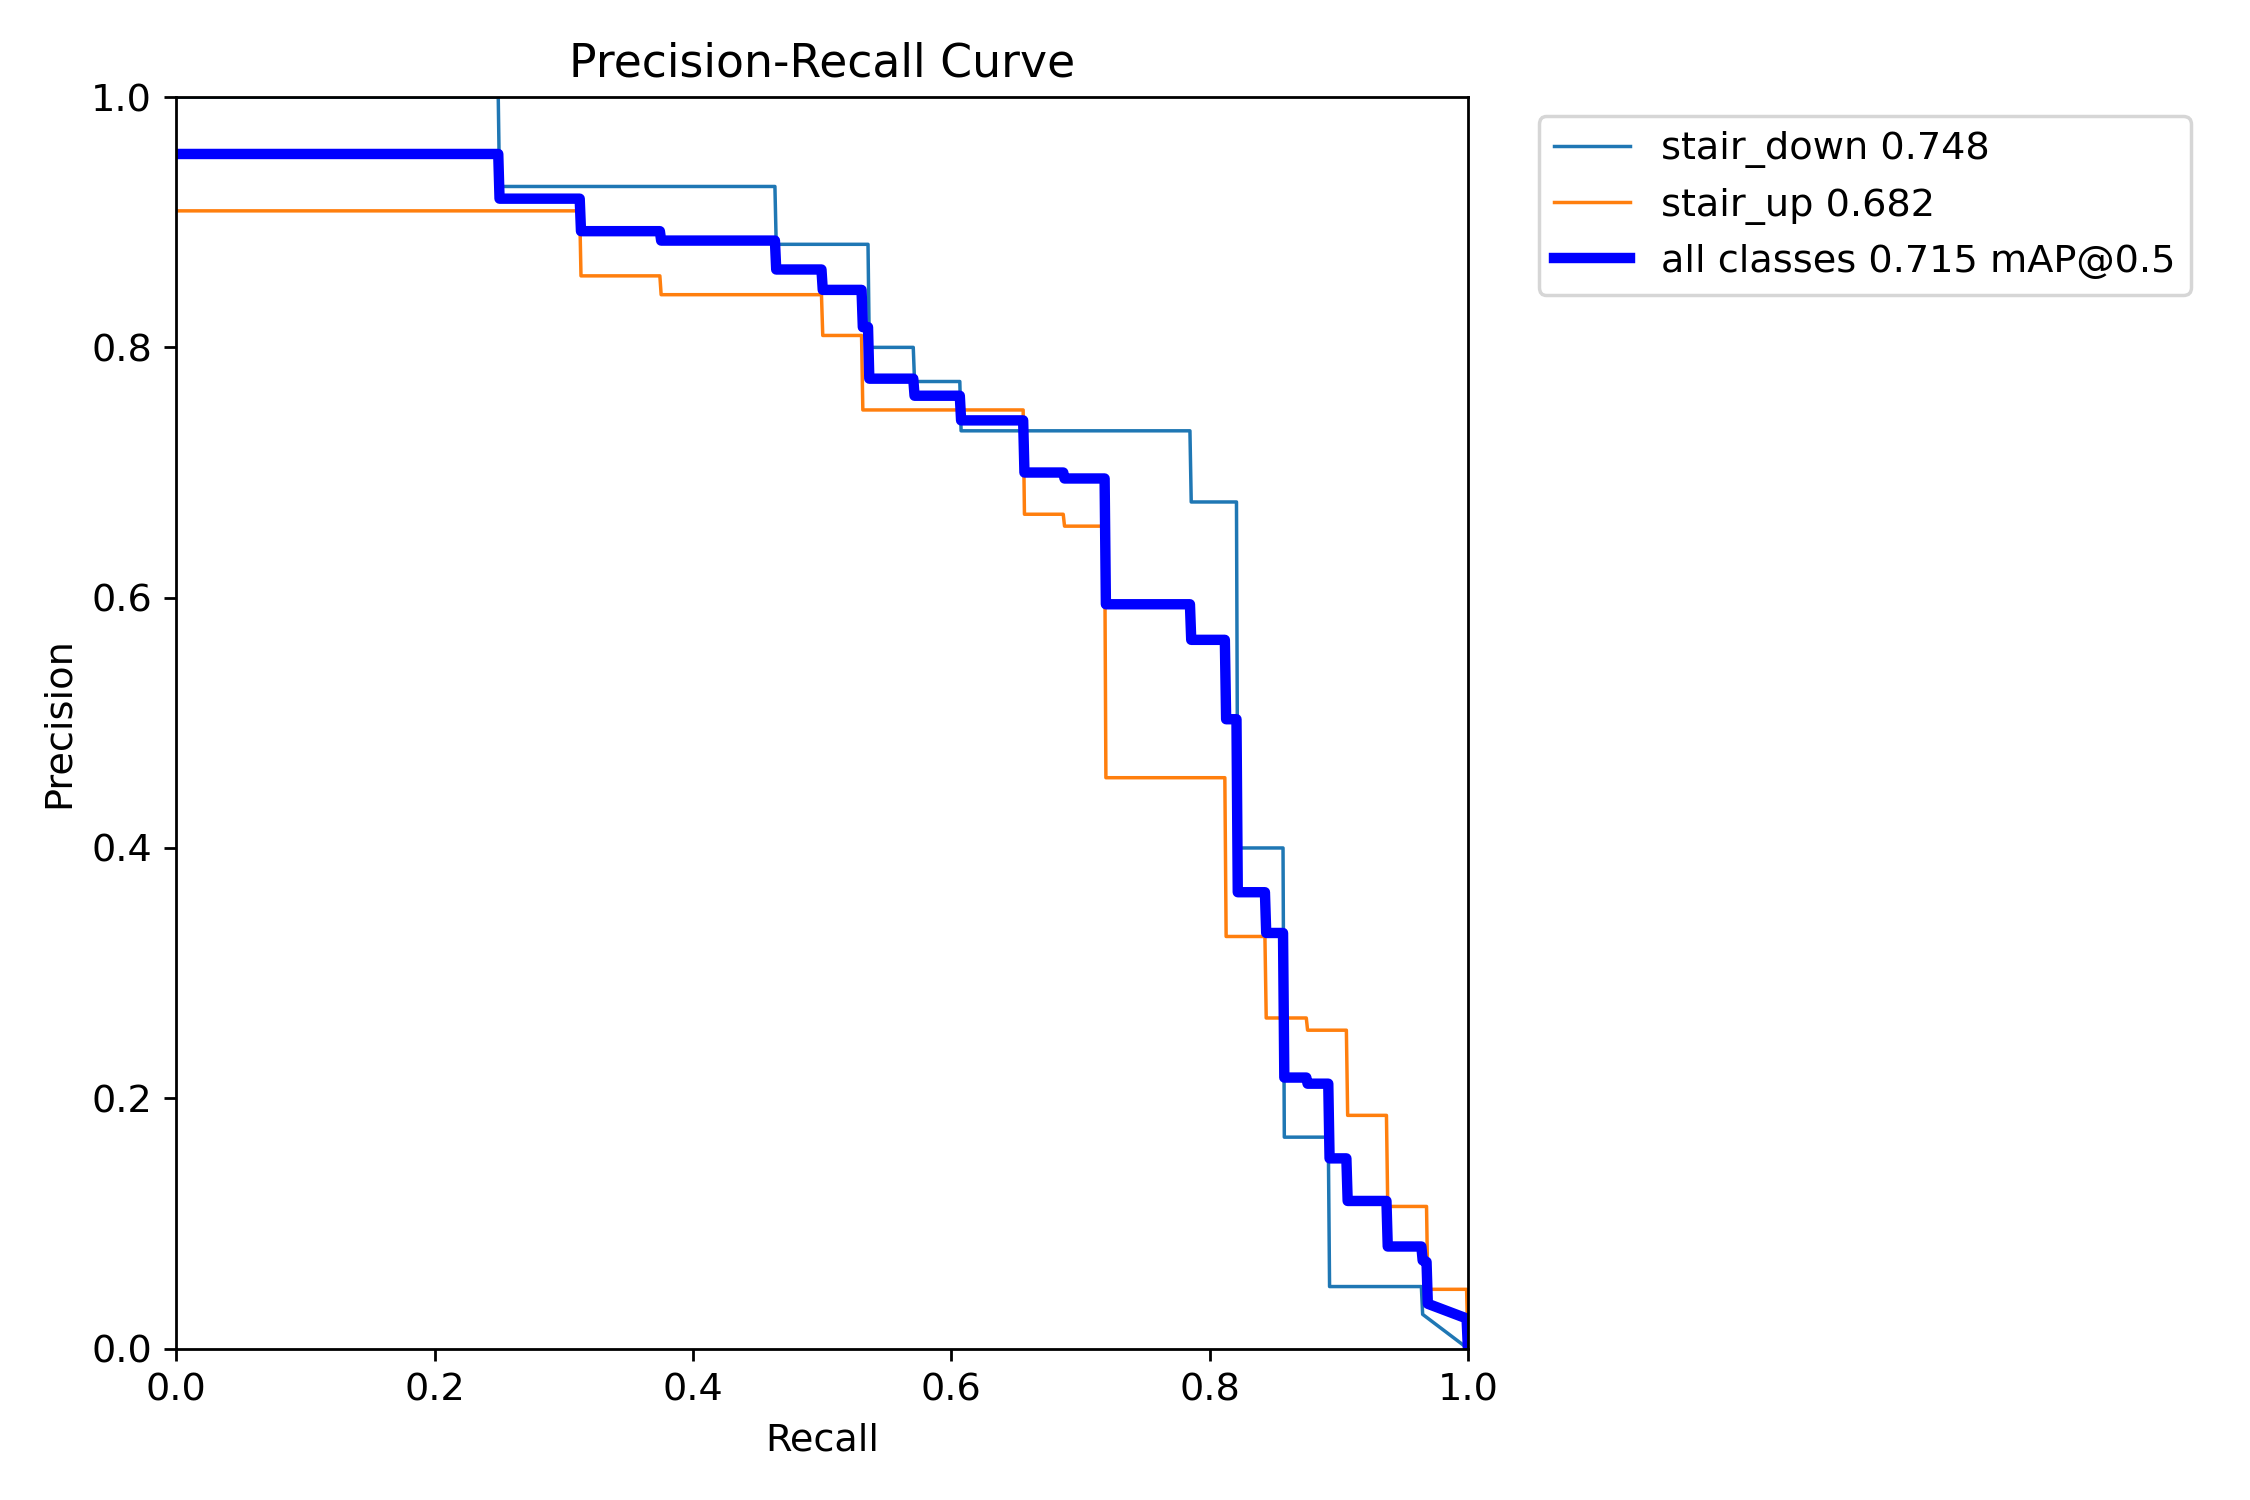 Precision-Recall Curve
1.0
0.8
0.6
0.4
0.2
0.0
Precision
0.0 0.2 0.4 0.6 0.8 1.0
Recall
stair_down 0.748
stair_up 0.682
all classes 0.715 mAP@0.5